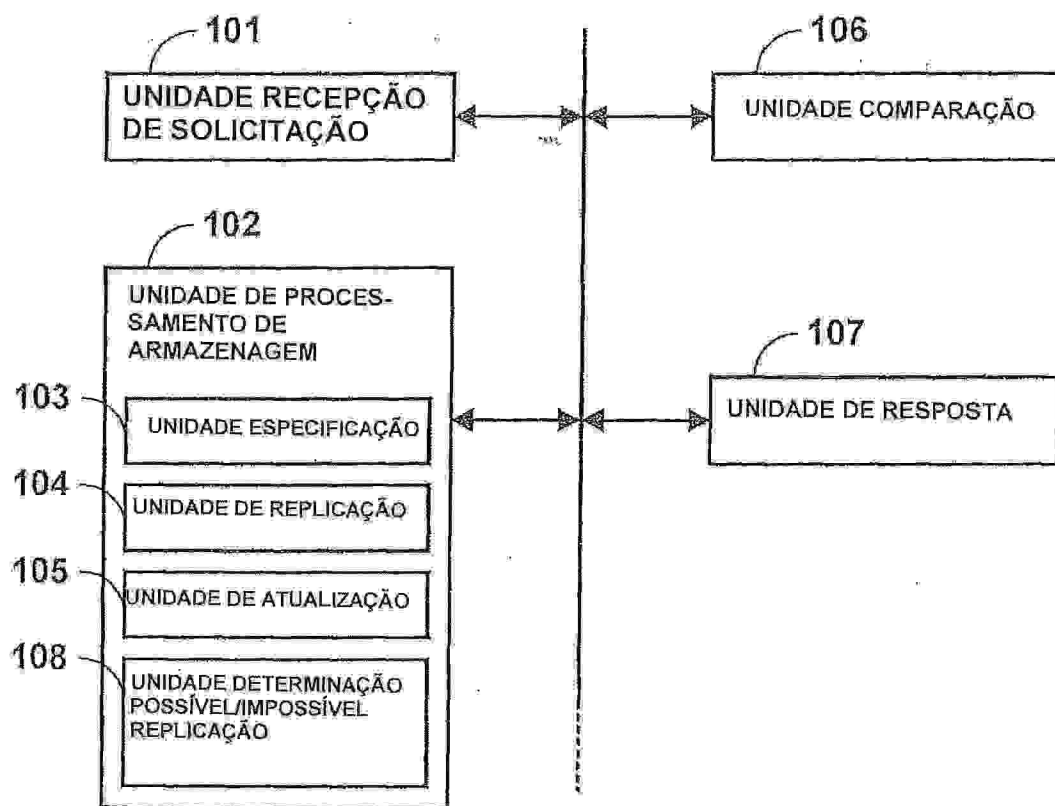 101
UNIDADE RECEPÇÃO
DE SOLICITAÇÃO
106
UNIDADE COMPARAÇÃO
102
UNIDADE DE PROCES-
SAMENTO DE
ARMAZENAGEM
103
UNIDADE ESPECIFICAÇÃO
104
UNIDADE DE REPLICAÇÃO
105
UNIDADE DE ATUALIZAÇÃO
108
UNIDADE DETERMINAÇÃO
POSSÍVEL/IMPOSSÍVEL
REPLICAÇÃO
107
UNIDADE DE RESPOSTA